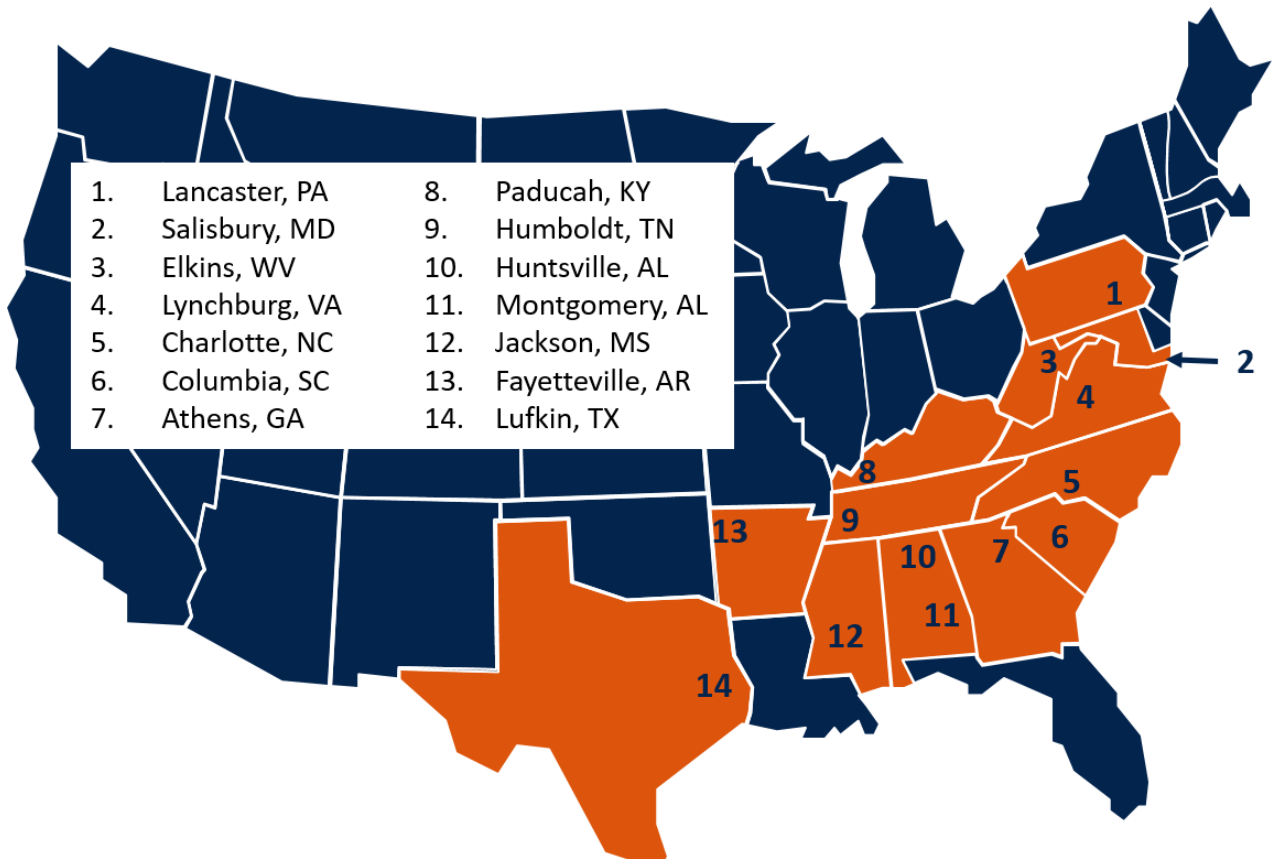 1. Lancaster, PA
2. Salisbury, MD
3. Elkins, WV
4. Lynchburg, VA
5. Charlotte, NC
6. Columbia, SC
7. Athens, GA
8. Paducah, KY
9. Humboldt, TN
10. Huntsville, AL
11. Montgomery, AL
12. Jackson, MS
13. Fayetteville, AR
14. Lufkin, TX
1
2
3
4
8
5
9
13
6
7
10
11
12
14